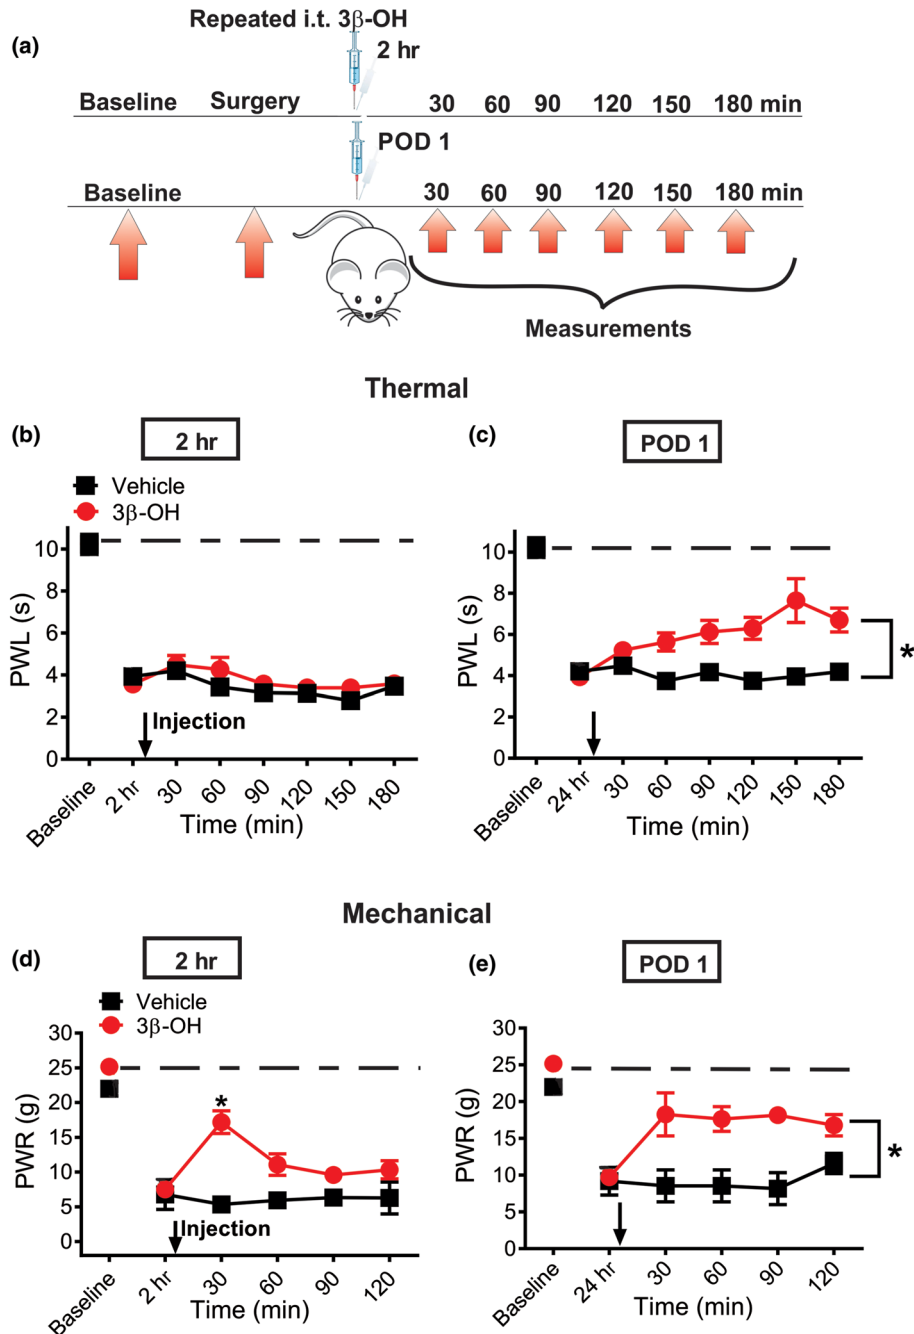 Repeated i.t. 3β-OH
(a)
2 hr
Baseline Surgery 30 60 90 120 150 180 min
POD 1
Baseline 30 60 90 120 150 180 min
Measurements
Thermal
(b) 2 hr
Vehicle
3β-OH
PWL (s)
10
8
6
4
2
0
Injection
Baseline 2 hr 30 60 90 120 150 180
Time (min)
(c) POD 1
PWL (s)
10
8
6
4
2
0
*
Baseline 24 hr 30 60 90 120 150 180
Time (min)
Mechanical
(d) 2 hr
Vehicle
3β-OH
PWR (g)
30
25
20
15
10
5
0
*
Injection
Baseline 2 hr 30 60 90 120
Time (min)
(e) POD 1
PWR (g)
30
25
20
15
10
5
0
*
Baseline 24 hr 30 60 90 120
Time (min)